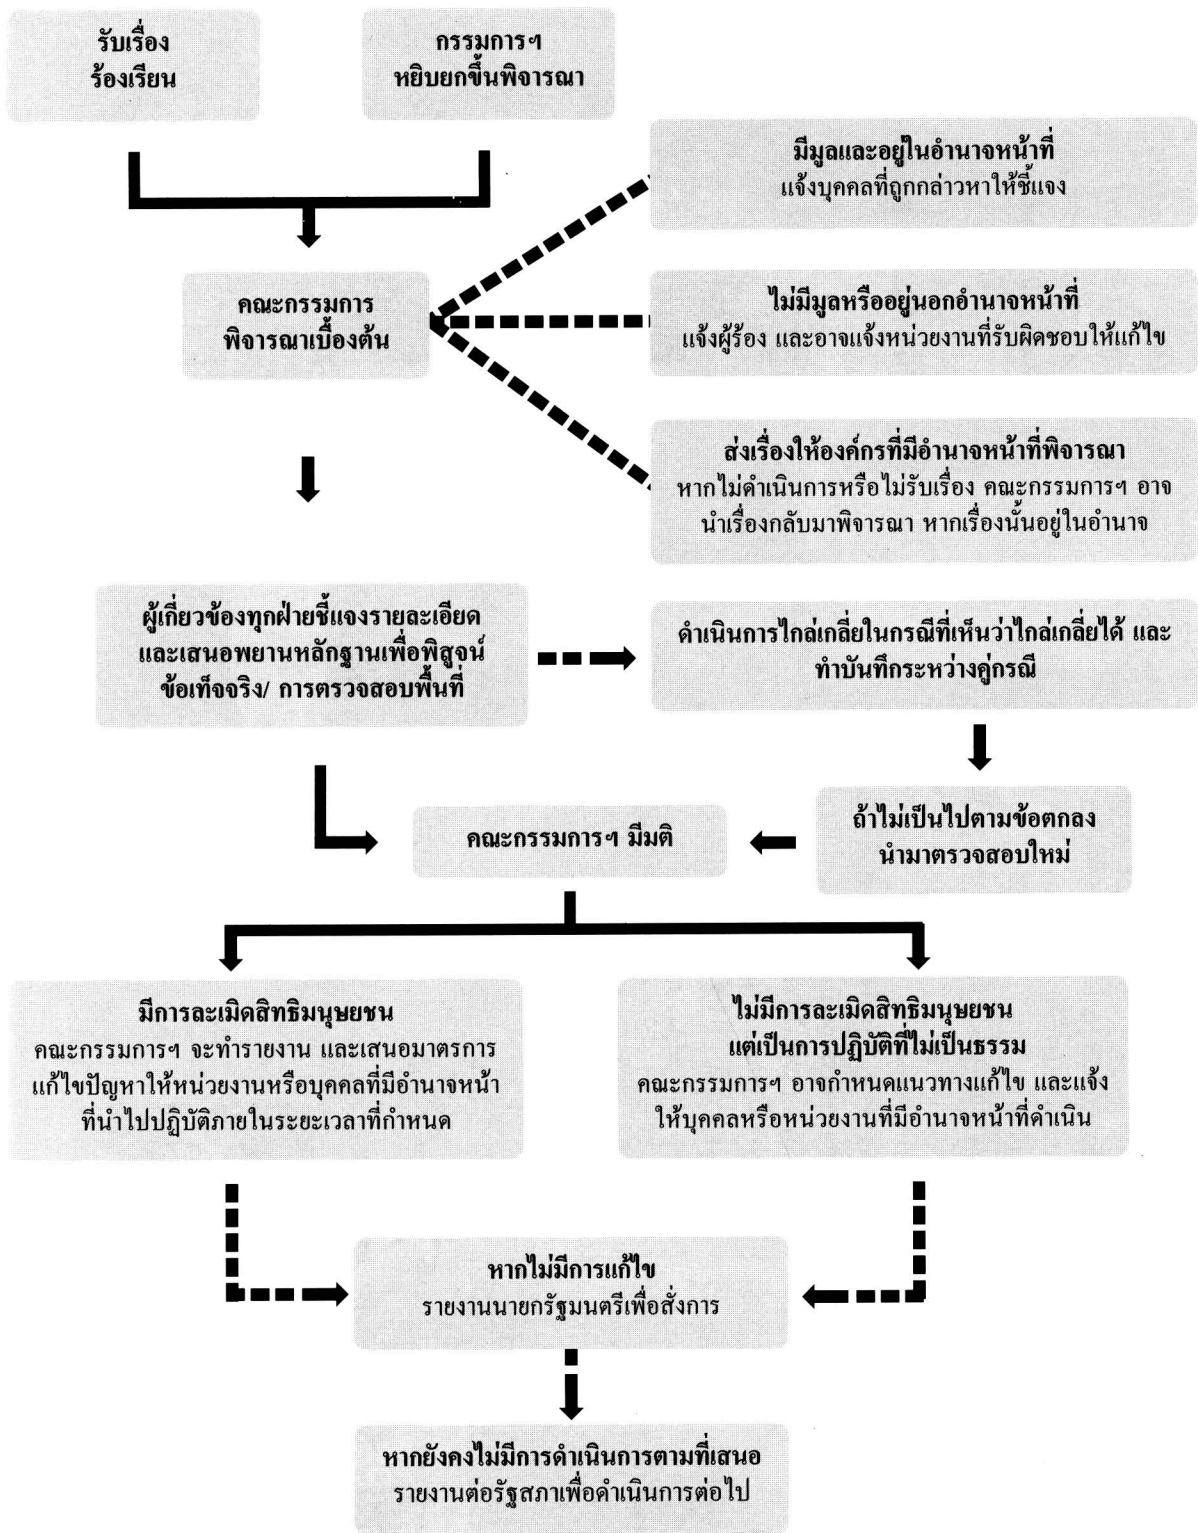 รับเรื่อง
ร้องเรียน
กรรมการฯ
หยิบยกขึ้นพิจารณา
มีมูลและอยู่ในอำนาจหน้าที่
แจ้งบุคคลที่ถูกกล่าวหาให้ชี้แจง
คณะกรรมการ
พิจารณาเบื้องต้น
ไม่มีมูลหรืออยู่นอกอำนาจหน้าที่
แจ้งผู้ร้อง และอาจแจ้งหน่วยงานที่รับผิดชอบให้แก้ไข
ส่งเรื่องให้องค์กรที่มีอำนาจหน้าที่พิจารณา
หากไม่ดำเนินการหรือไม่รับเรื่อง คณะกรรมการฯ อาจ
นำเรื่องกลับมาพิจารณา หากเรื่องนั้นอยู่ในอำนาจ
ผู้เกี่ยวข้องทุกฝ่ายชี้แจงรายละเอียด
และเสนอพยานหลักฐานเพื่อพิสูจน์
ข้อเท็จจริง/ การตรวจสอบพื้นที่
ดำเนินการไกล่เกลี่ยในกรณีที่เห็นว่าไกล่เกลี่ยได้ และ
ทำบันทึกระหว่างคู่กรณี
คณะกรรมการฯ มีมติ
ถ้าไม่เป็นไปตามข้อตกลง
นำมาตรวจสอบใหม่
มีการละเมิดสิทธิมนุษยชน
คณะกรรมการฯ จะทำรายงาน และเสนอมาตรการ
แก้ไขปัญหาให้หน่วยงานหรือบุคคลที่มีอำนาจหน้า
ที่นำไปปฏิบัติภายในระยะเวลาที่กำหนด
ไม่มีการละเมิดสิทธิมนุษยชน
แต่เป็นการปฏิบัติที่ไม่เป็นธรรม
คณะกรรมการฯ อาจกำหนดแนวทางแก้ไข และแจ้ง
ให้บุคคลหรือหน่วยงานที่มีอำนาจหน้าที่ดำเนิน
หากไม่มีการแก้ไข
รายงานนายกรัฐมนตรีเพื่อสั่งการ
หากยังคงไม่มีการดำเนินการตามที่เสนอ
รายงานต่อรัฐสภาเพื่อดำเนินการต่อไป